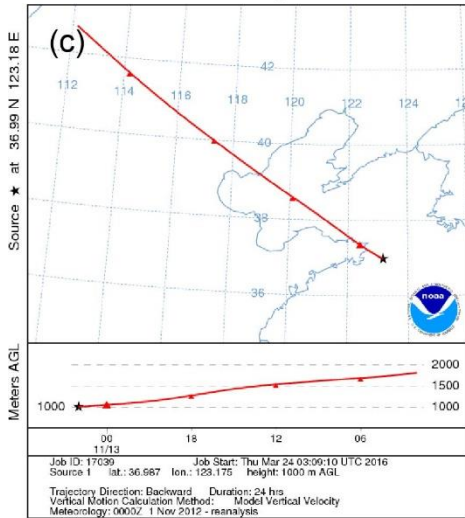 (c)
Source ★ at 36.99 N 123.18 E
42
112
114
116
118
120
122
124
40
38
36
noaa
Meters AGL
2000
1500
1000
1000
00
18
12
06
11/13
Job ID: 17039 Job Start: Thu Mar 24 03:09:10 UTC 2016
Source 1 lat.: 36.987 lon.: 123.175 height: 1000 m AGL
Trajectory Direction: Backward Duration: 24 hrs
Vertical Motion Calculation Method: Model Vertical Velocity
Meteorology: 0000Z 1 Nov 2012 - reanalysis